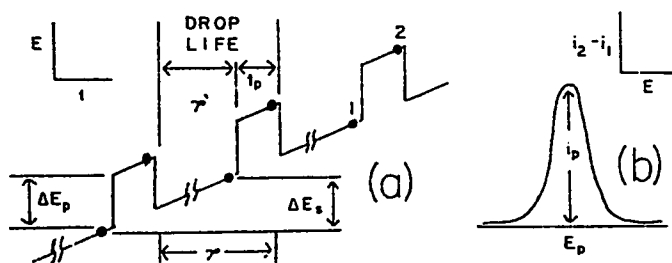 DROP
LIFE
E
t
τ'
tp
2
1
ΔEp
ΔEs
τ
(a)
i2-i1
E
ip
(b)
Ep